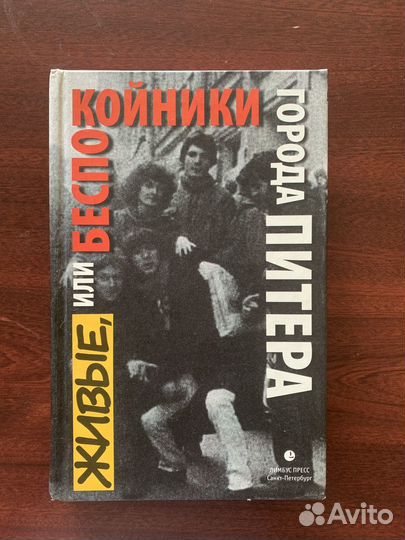 ЖИВЫЕ,
ИЛИ
БЕСПО
КОЙНИКИ
ГОРОДА
ПИТЕРА
ЛИМБУС ПРЕСС
Санкт-Петербург
Avito